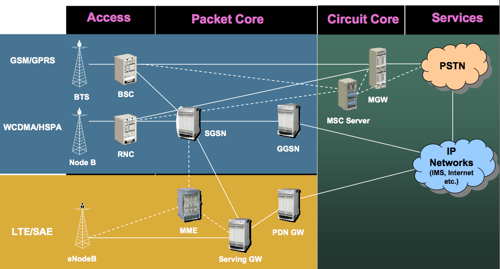 Access
Packet Core
Circuit Core
Services
GSM/GPRS
BTS
BSC
MGW
PSTN
MSC Server
WCDMA/HSPA
Node B
RNC
SGSN
GGSN
IP
Networks
(IMS, Internet
etc.)
LTE/SAE
eNodeB
MME
Serving GW
PDN GW